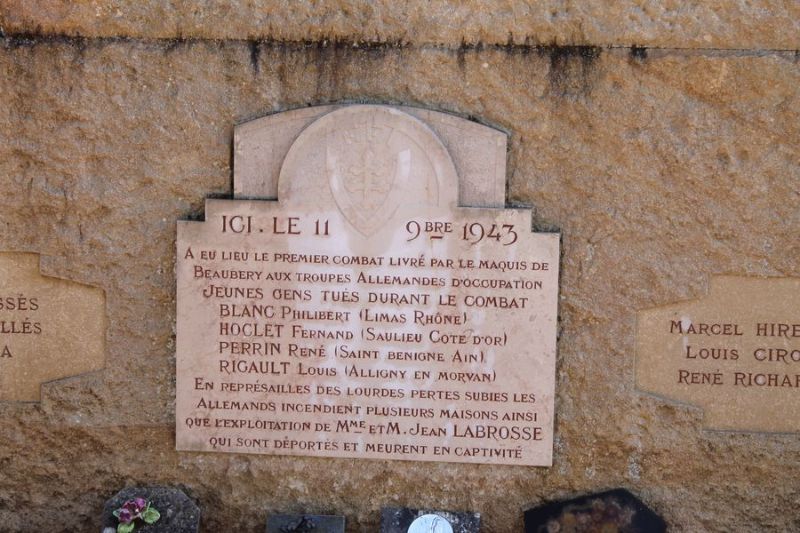 ICI. LE 11 9BRE 1943
A EU LIEU LE PREMIER COMBAT LIVRÉ PAR LE MAQUIS DE
BEAUBERY AUX TROUPES ALLEMANDES D'OCCUPATION
JEUNES GENS TUÉS DURANT LE COMBAT
BLANC PHILIBERT (LIMAS RHÔNE)
HOCLET FERNAND (SAULIEU COTE D'OR)
PERRIN RENÉ (SAINT BENIGNE AIN)
RIGAULT LOUIS (ALLIGNY EN MORVAN)
EN REPRÉSAILLES DES LOURDES PERTES SUBIES LES
ALLEMANDS INCENDIENT PLUSIEURS MAISONS AINSI
QUE L'EXPLOITATION DE MME ET M. JEAN LABROSSE
QUI SONT DÉPORTÉS ET MEURENT EN CAPTIVITÉ
MARCEL
LOUIS
RENÉ